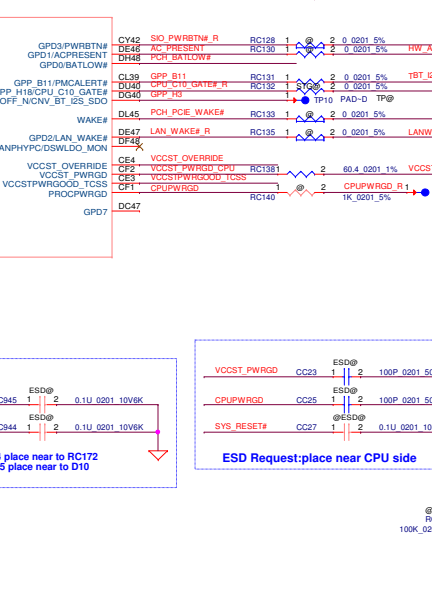 GPD3/PWRBTN# CY42 SIO_PWRBTN#_R RC128 1 @ 2 0_0201_5%
GPD1/ACPRESENT DE46 AC_PRESENT RC130 1 @ 2 0_0201_5% HW_A
GPD0/BATLOW# DH48 PCH_BATLOW#
GPP_B11/PMCALERT# CL39 GPP_B11 RC131 1 @ 2 0_0201_5% TBT_I2
PP_H18/CPU_C10_GATE# DU40 CPU_C10_GATE#_R RC132 1 2 0_0201_5%
OFF_N/CNV_BT_I2S_SDO DG40 GPP_H3 TP10 PAD~D TP@
WAKE# DL45 PCH_PCIE_WAKE# RC133 1 @ 2 0_0201_5%
GPD2/LAN_WAKE# DE47 LAN_WAKE#_R RC135 1 @ 2 0_0201_5% LANW
ANPHYPC/DSWLDO_MON DF48
VCCST_OVERRIDE CE4 VCCST_OVERRIDE
VCCST_PWRGD CF2 VCCST_PWRGD_CPU RC138 1 2 60.4_0201_1% VCCS
VCCSTPWRGOOD_TCSS CE3 VCCSTPWRGOOD_TCSS
PROCPWRGD CF1 CPUPWRGD RC140 1 @ 2 1K_0201_5% CPUPWRGD_R 1
GPD7 DC47
ESD@
C945 1 2 0.1U_0201_10V6K
ESD@
C944 1 2 0.1U_0201_10V6K
place near to RC172
5 place near to D10
ESD@
VCCST_PWRGD CC23 1 2 100P_0201_50
ESD@
CPUPWRGD CC25 1 2 100P_0201_50
@ESD@
SYS_RESET# CC27 1 2 0.1U_0201_10
ESD Request:place near CPU side
@
R
100K_02